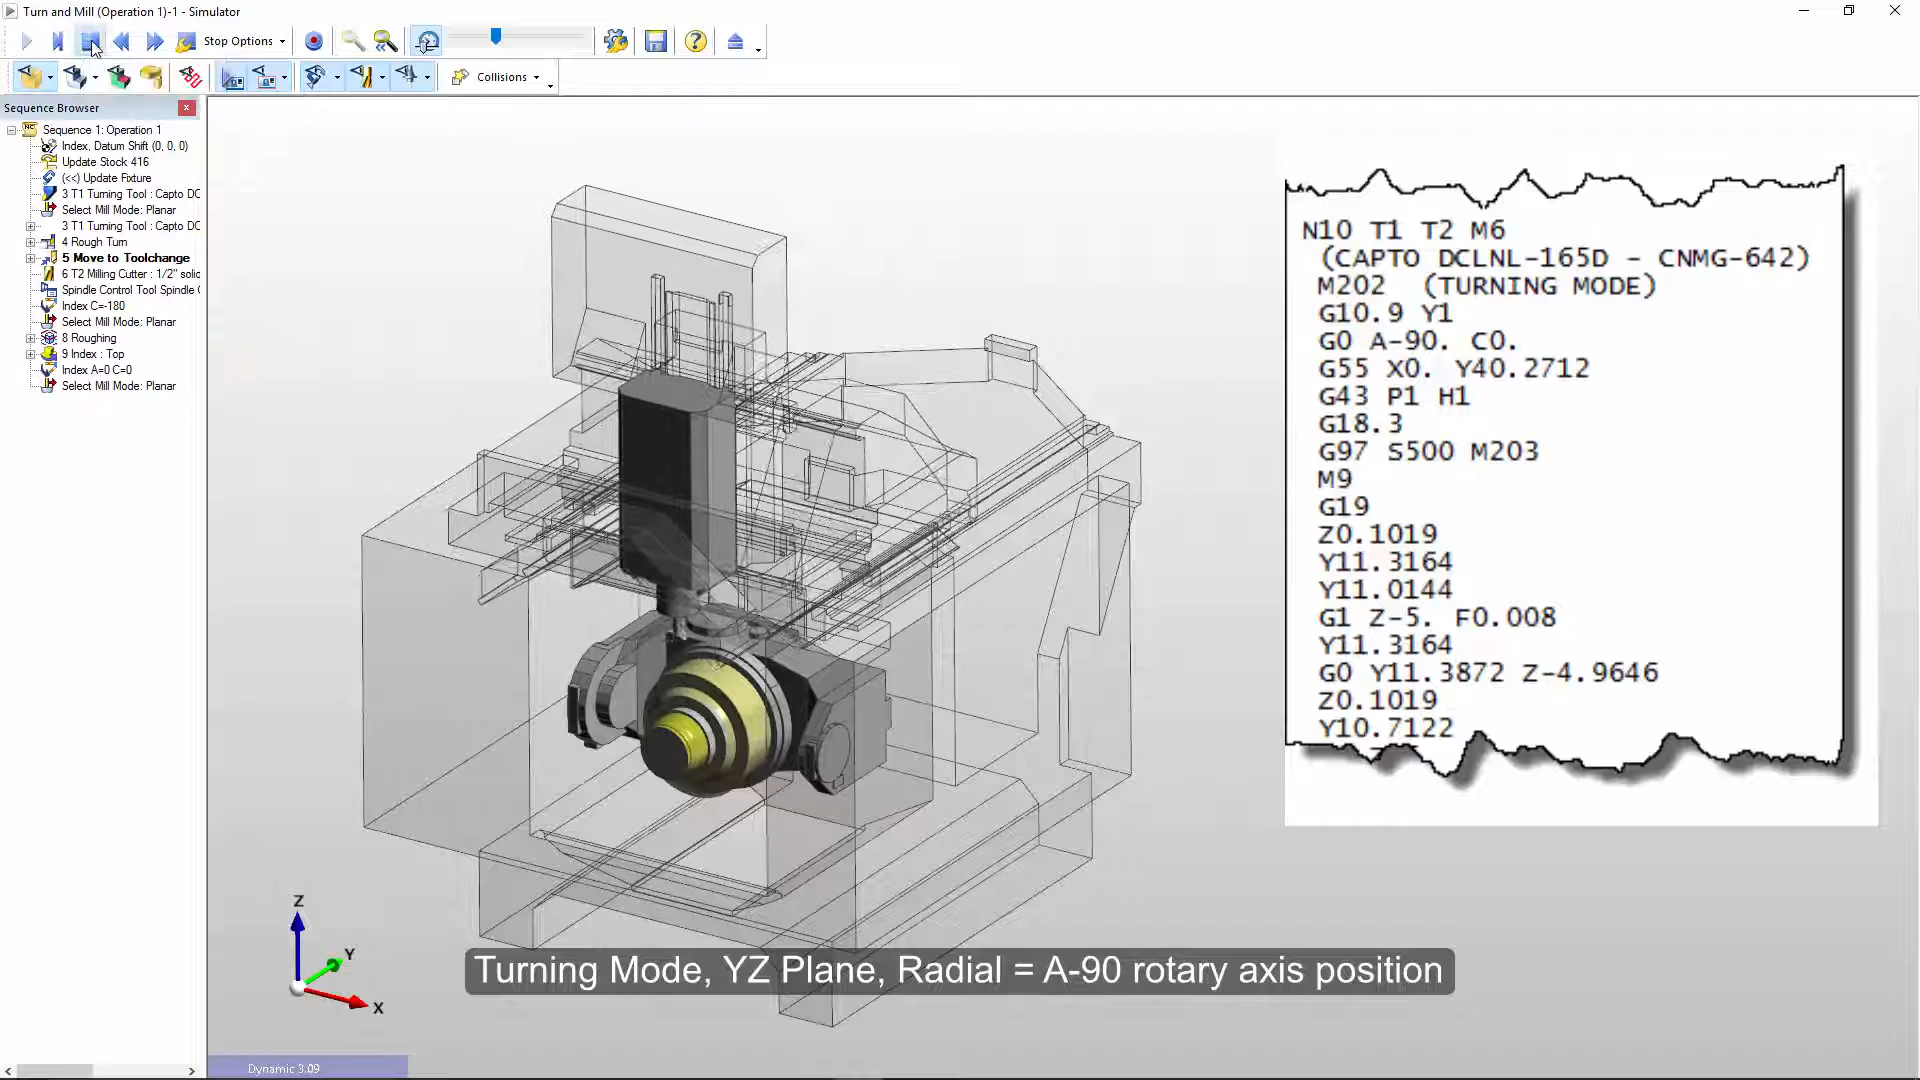 Turn and Mill (Operation 1)-1 - Simulator
Stop Options
Collisions
Sequence Browser
Sequence 1: Operation 1
Index, Datum Shift (0, 0, 0)
Update Stock 416
(<<) Update Fixture
3 T1 Turning Tool : Capto DC
Select Mill Mode: Planar
3 T1 Turning Tool : Capto DC
4 Rough Turn
5 Move to Toolchange
6 T2 Milling Cutter : 1/2" solid
Spindle Control Tool Spindle
Index C=-180
Select Mill Mode: Planar
8 Roughing
9 Index : Top
Index A=0 C=0
Select Mill Mode: Planar
N10 T1 T2 M6
(CAPTO DCLNL-165D - CNMG-642)
M202 (TURNING MODE)
G10.9 Y1
G0 A-90. C0.
G55 X0. Y40.2712
G43 P1 H1
G18.3
G97 S500 M203
M9
G19
Z0.1019
Y11.3164
Y11.0144
G1 Z-5. F0.008
Y11.3164
G0 Y11.3872 Z-4.9646
Z0.1019
Y10.7122
Z
Y
X
Turning Mode, YZ Plane, Radial = A-90 rotary axis position
Dynamic 3.09